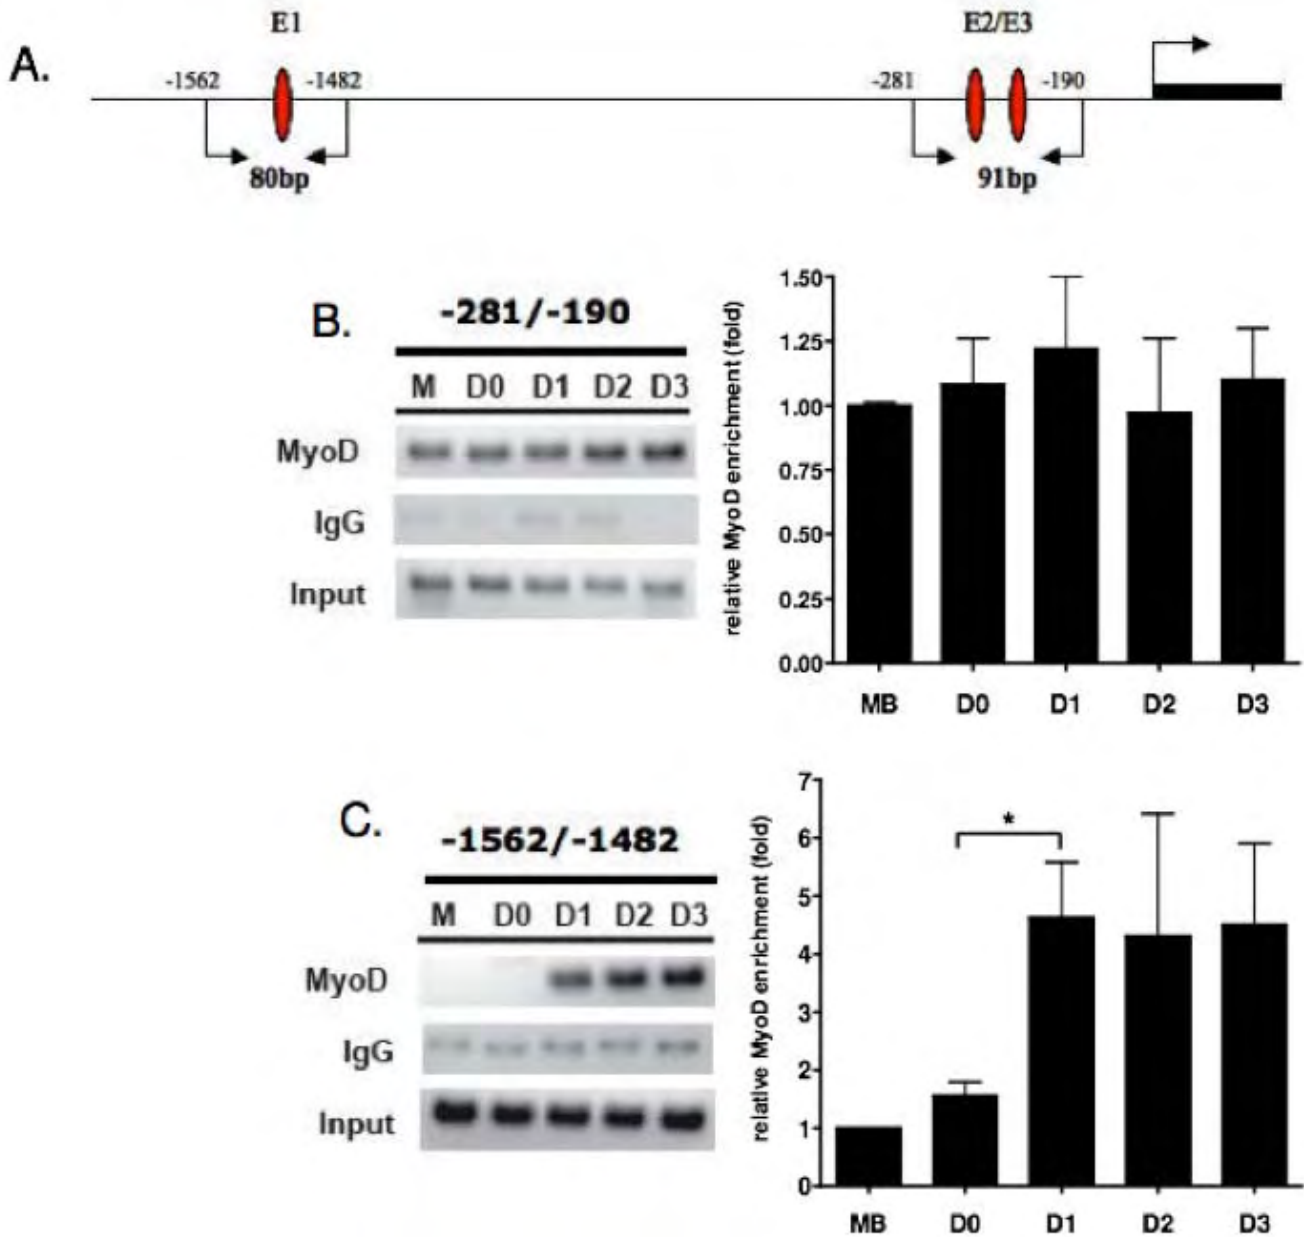 A.
E1
E2/E3
-1562
-1482
-281
-190
80bp
91bp
B.
-281/-190
M D0 D1 D2 D3
MyoD
IgG
Input
relative MyoD enrichment (fold)
1.50
1.25
1.00
0.75
0.50
0.25
0.00
MB D0 D1 D2 D3
C.
-1562/-1482
M D0 D1 D2 D3
MyoD
IgG
Input
relative MyoD enrichment (fold)
7
6
5
4
3
2
1
0
*
MB D0 D1 D2 D3